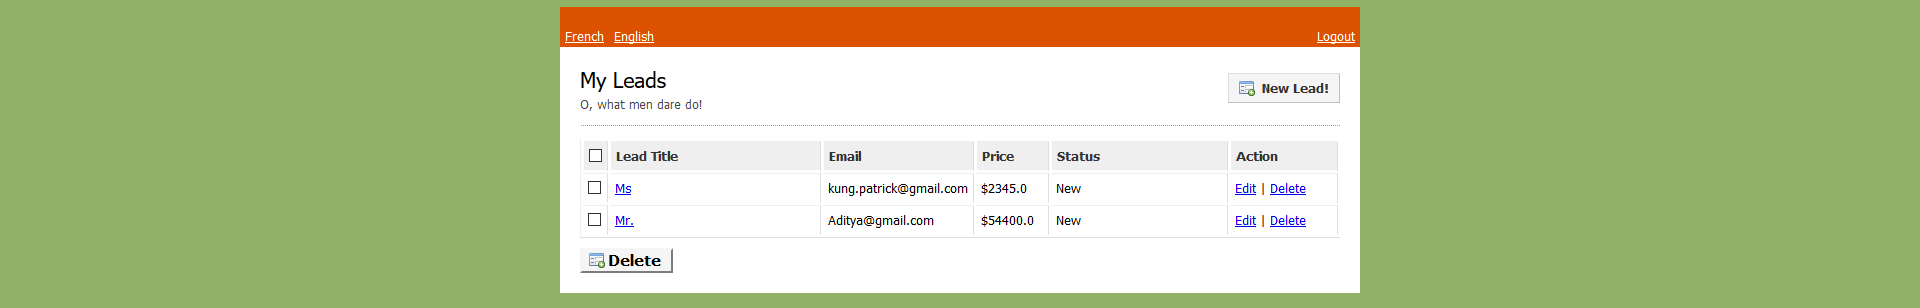 French English Logout
My Leads
New Lead!
O, what men dare do!
Lead Title Email Price Status Action
Ms kung.patrick@gmail.com $2345.0 New Edit | Delete
Mr. Aditya@gmail.com $54400.0 New Edit | Delete
Delete